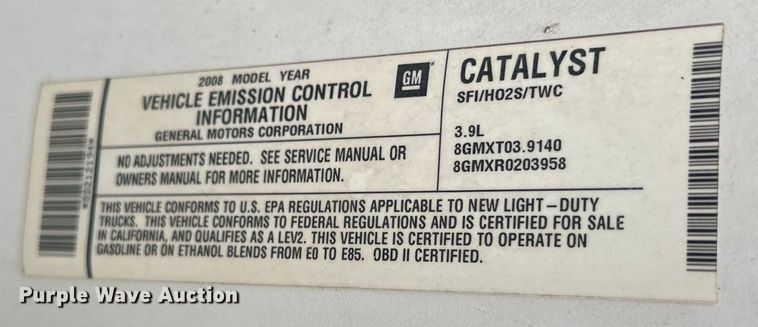 2008 MODEL YEAR
VEHICLE EMISSION CONTROL
INFORMATION
GENERAL MOTORS CORPORATION
GM
CATALYST
SFI/HO2S/TWC
3.9L
8GMXT03.9140
8GMXR0203958
NO ADJUSTMENTS NEEDED. SEE SERVICE MANUAL OR
OWNERS MANUAL FOR MORE INFORMATION.
THIS VEHICLE CONFORMS TO U.S. EPA REGULATIONS APPLICABLE TO NEW LIGHT-DUTY
TRUCKS. THIS VEHICLE CONFORMS TO FEDERAL REGULATIONS AND IS CERTIFIED FOR SALE
IN CALIFORNIA, AND QUALIFIES AS A LEV2. THIS VEHICLE IS CERTIFIED TO OPERATE ON
GASOLINE OR ON ETHANOL BLENDS FROM E0 TO E85. OBD II CERTIFIED.
Purple Wave Auction